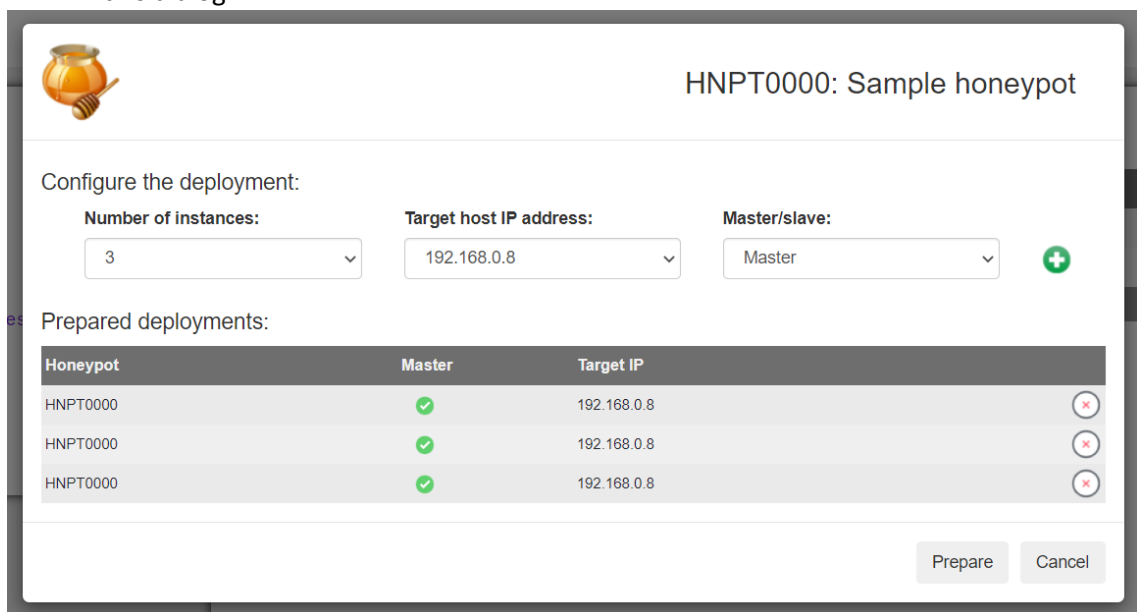 HNPT0000: Sample honeypot
Configure the deployment:
Number of instances: Target host IP address: Master/slave:
3 192.168.0.8 Master
Prepared deployments:
Honeypot Master Target IP
HNPT0000 192.168.0.8
HNPT0000 192.168.0.8
HNPT0000 192.168.0.8
Prepare Cancel